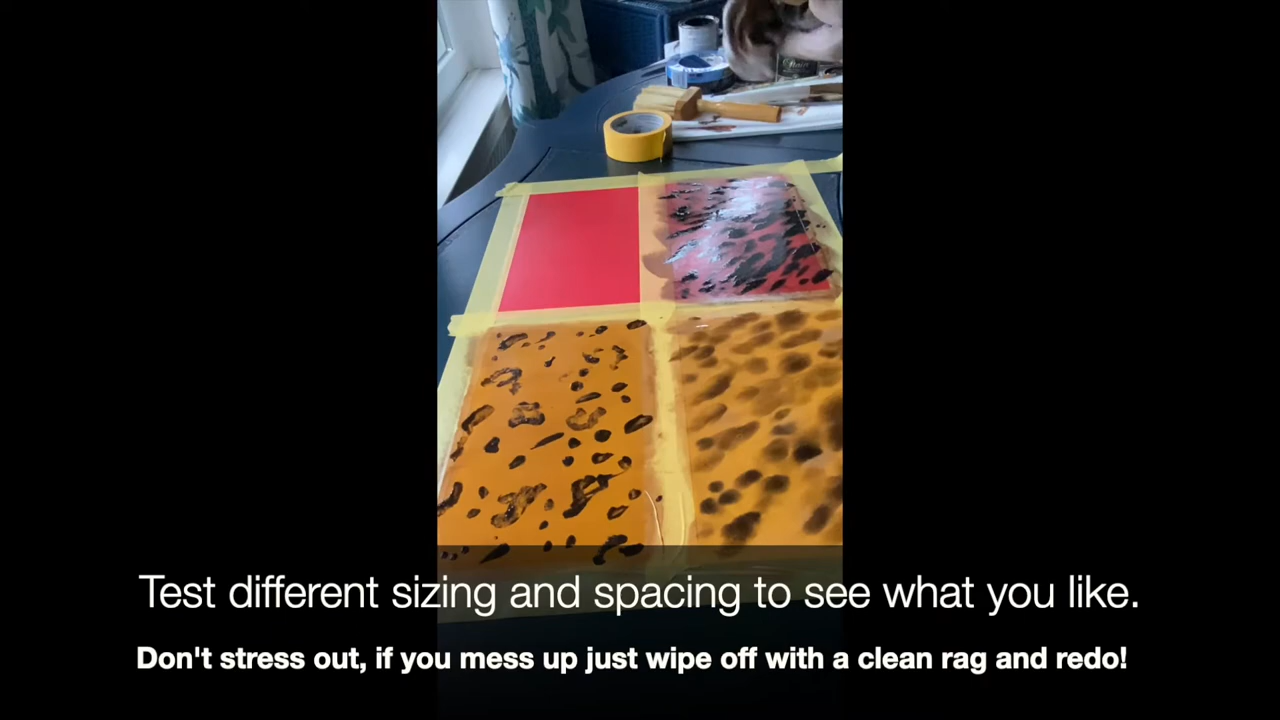 Test different sizing and spacing to see what you like.
Don't stress out, if you mess up just wipe off with a clean rag and redo!